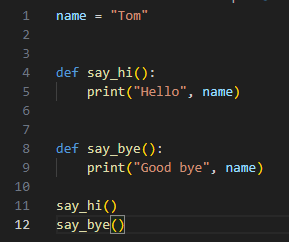 1 name = "Tom"
2
3
4 def say_hi():
5     print("Hello", name)
6
7
8 def say_bye():
9     print("Good bye", name)
10
11 say_hi()
12 say_bye()